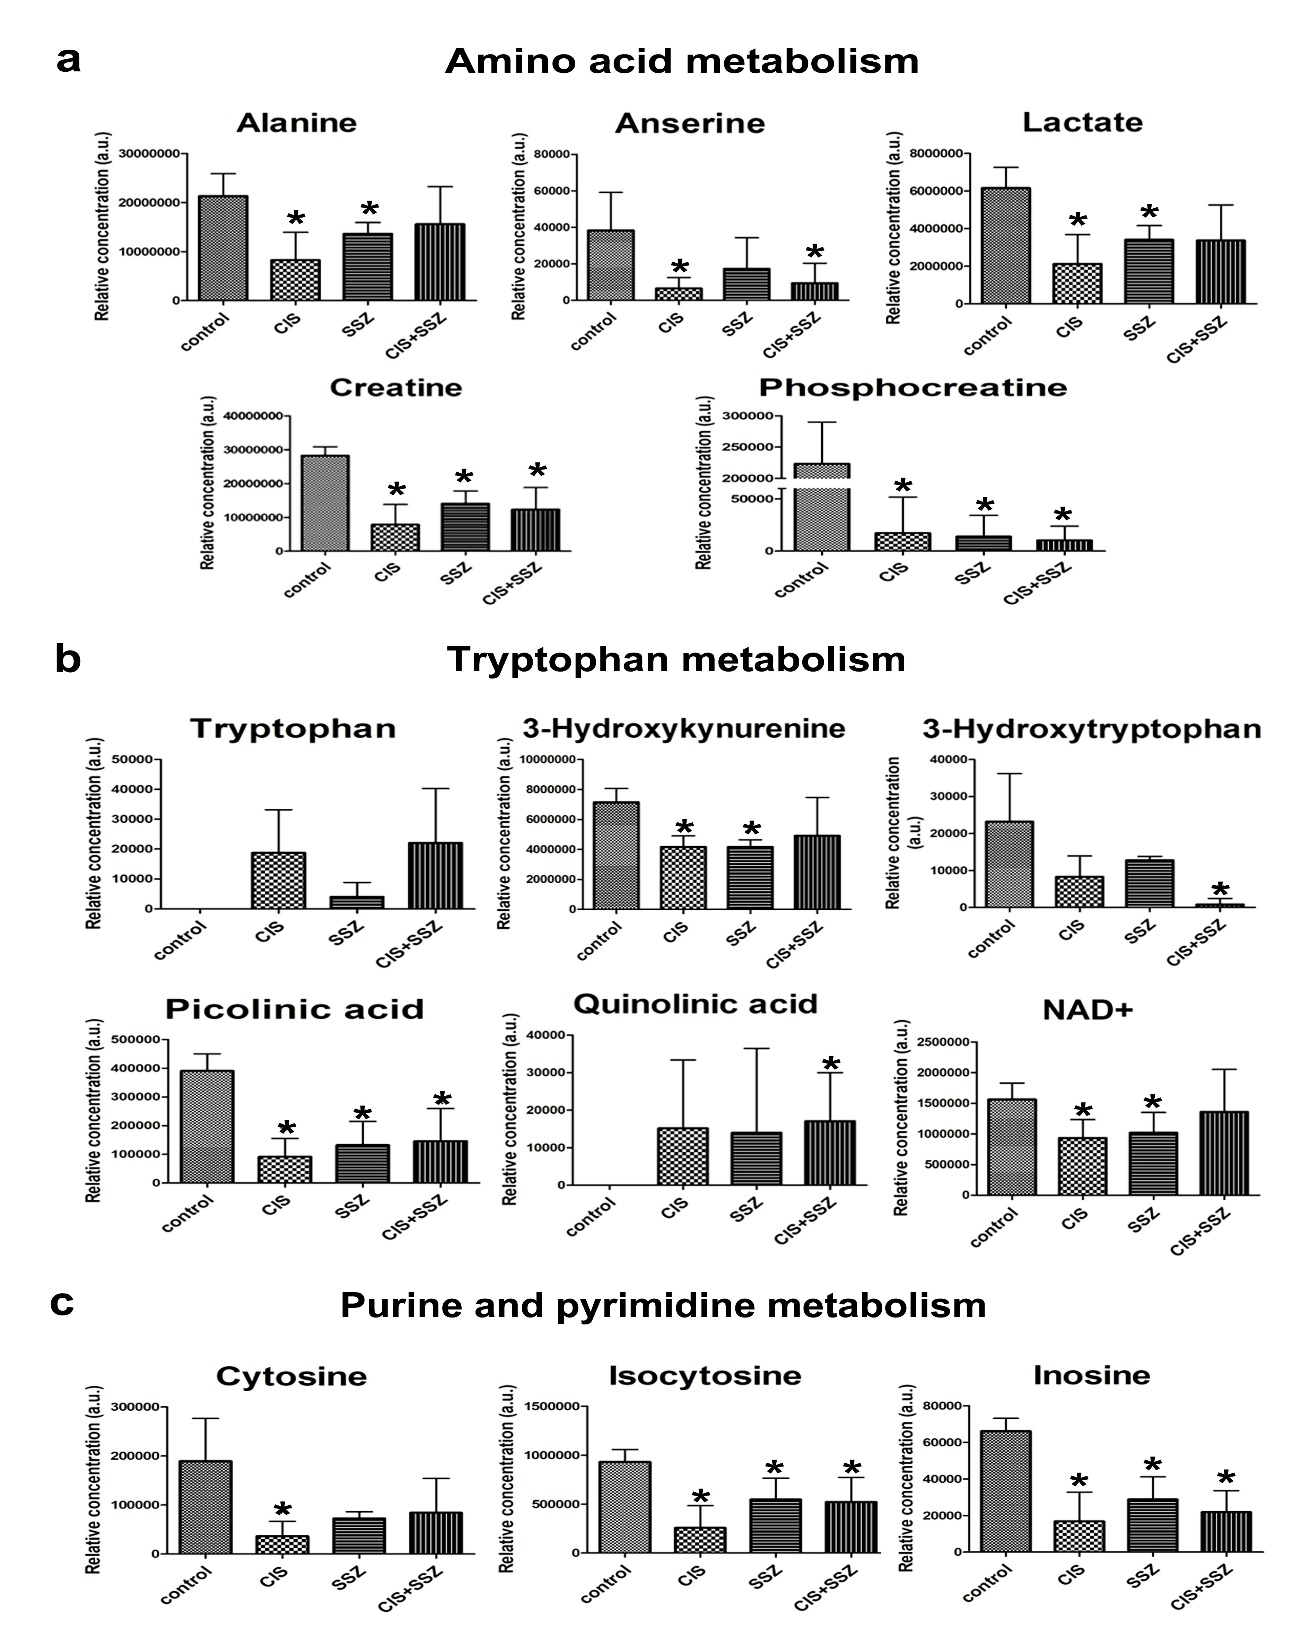 a
Amino acid metabolism
Alanine
Relative concentration (a.u.)
30000000
20000000
10000000
0
control
CIS
SSZ
CIS+SSZ
*
*
Anserine
Relative concentration (a.u.)
80000
60000
40000
20000
0
control
CIS
SSZ
CIS+SSZ
*
*
Lactate
Relative concentration (a.u.)
8000000
6000000
4000000
2000000
0
control
CIS
SSZ
CIS+SSZ
*
*
Creatine
Relative concentration (a.u.)
40000000
30000000
20000000
10000000
0
control
CIS
SSZ
CIS+SSZ
*
*
*
Phosphocreatine
Relative concentration (a.u.)
300000
250000
200000
50000
0
control
CIS
SSZ
CIS+SSZ
*
*
*
b
Tryptophan metabolism
Tryptophan
Relative concentration (a.u.)
50000
40000
30000
20000
10000
0
control
CIS
SSZ
CIS+SSZ
3-Hydroxykynurenine
Relative concentration (a.u.)
10000000
8000000
6000000
4000000
2000000
0
control
CIS
SSZ
CIS+SSZ
*
*
3-Hydroxytryptophan
Relative concentration
(a.u.)
40000
30000
20000
10000
0
control
CIS
SSZ
CIS+SSZ
*
Picolinic acid
Relative concentration (a.u.)
500000
400000
300000
200000
100000
0
control
CIS
SSZ
CIS+SSZ
*
*
*
Quinolinic acid
Relative concentration (a.u.)
40000
30000
20000
10000
0
control
CIS
SSZ
CIS+SSZ
*
NAD+
Relative concentration (a.u.)
2500000
2000000
1500000
1000000
500000
0
control
CIS
SSZ
CIS+SSZ
*
*
c
Purine and pyrimidine metabolism
Cytosine
Relative concentration (a.u.)
300000
200000
100000
0
control
CIS
SSZ
CIS+SSZ
*
Isocytosine
Relative concentration (a.u.)
1500000
1000000
500000
0
control
CIS
SSZ
CIS+SSZ
*
*
*
Inosine
Relative concentration (a.u.)
80000
60000
40000
20000
0
control
CIS
SSZ
CIS+SSZ
*
*
*